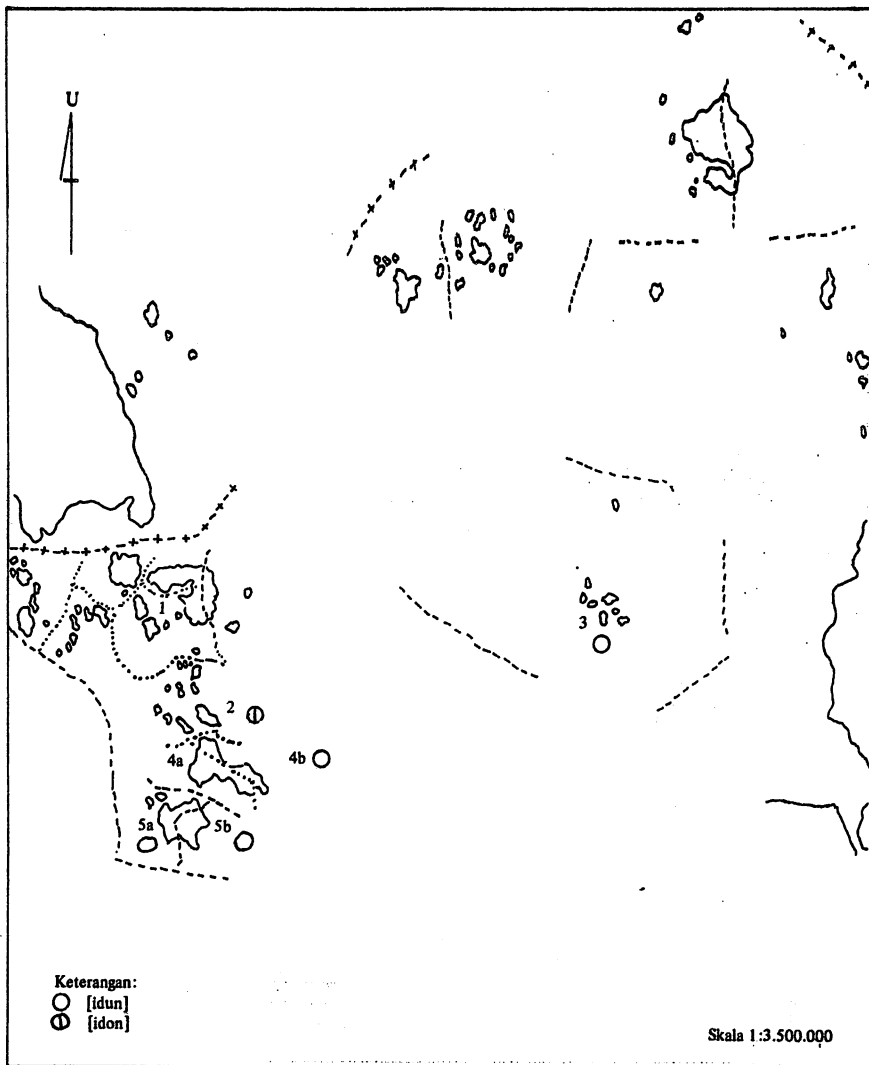 U
1
3
2
4a
4b
5a
5b
Keterangan:
[idun]
[idon]
Skala 1:3.500.000